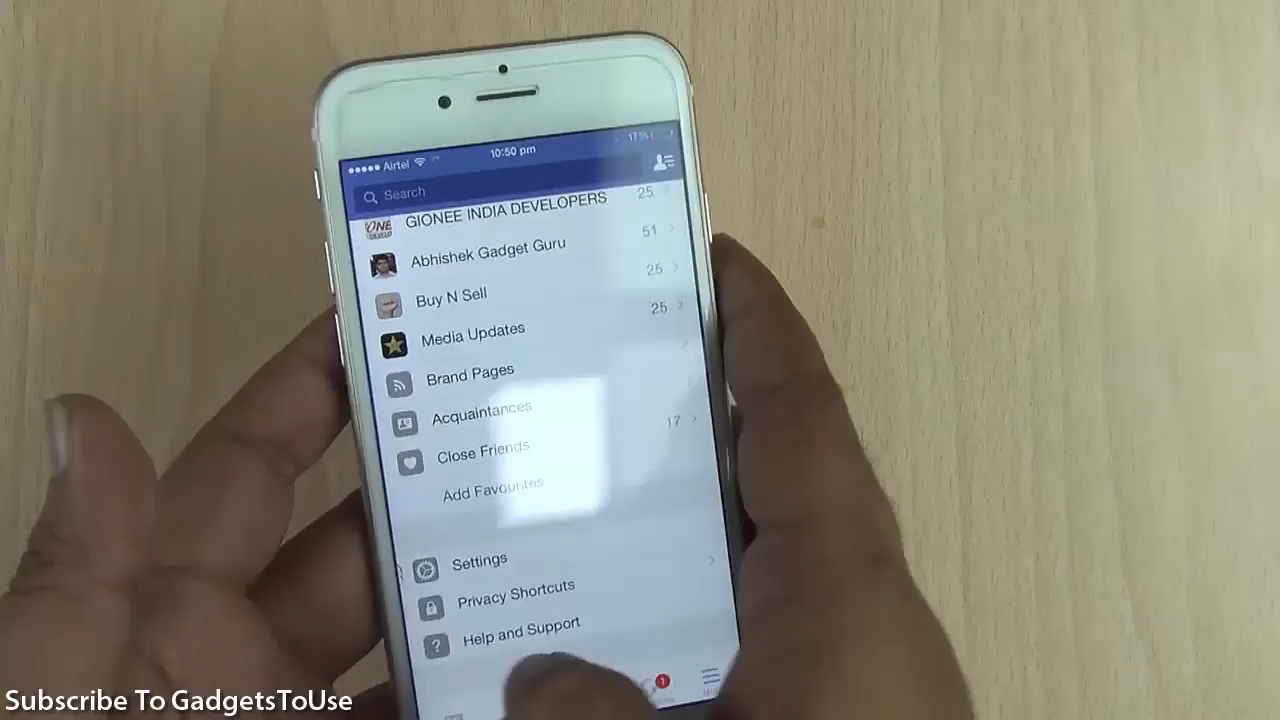 Airtel 10:50 pm 17%
Search
GIONEE INDIA DEVELOPERS 25
Abhishek Gadget Guru 51
Buy N Sell 25
Media Updates 25
Brand Pages
Acquaintances
Close Friends 17
Add Favourites
Settings
Privacy Shortcuts
Help and Support
1
Subscribe To GadgetsToUse